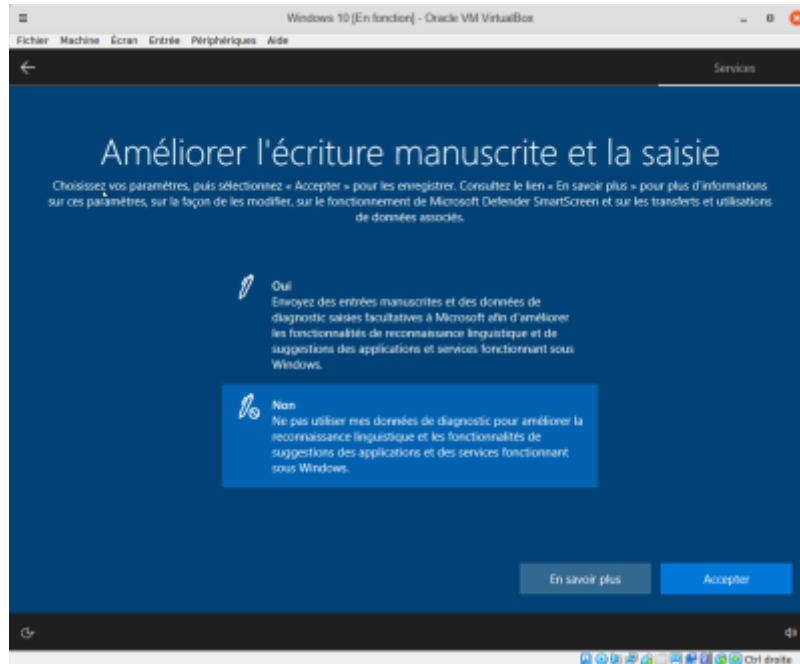 Windows 10 [En fonction] - Oracle VM VirtualBox
Fichier Machine Écran Entrée Périphériques Aide
Services
Améliorer l'écriture manuscrite et la saisie
Choisissez vos paramètres, puis sélectionnez « Accepter » pour les enregistrer. Consultez le lien « En savoir plus » pour plus d'informations
sur ces paramètres, sur la façon de les modifier, sur le fonctionnement de Microsoft Defender SmartScreen et sur les transferts et utilisations
de données associés.
Oui
Envoyez des entrées manuscrites et des données de
diagnostic saisies facultatives à Microsoft afin d'améliorer
les fonctionnalités de reconnaissance linguistique et de
suggestions des applications et services fonctionnant sous
Windows.
Non
Ne pas utiliser mes données de diagnostic pour améliorer la
reconnaissance linguistique et les fonctionnalités de
suggestions des applications et des services fonctionnant
sous Windows.
En savoir plus
Accepter
Ctrl droite